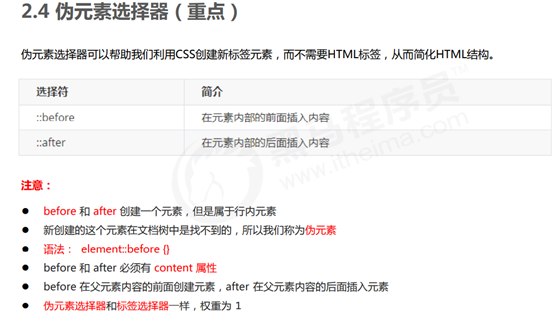 2.4 伪元素选择器（重点）
伪元素选择器可以帮助我们利用CSS创建新标签元素，而不需要HTML标签，从而简化HTML结构。
选择符 简介
::before 在元素内部的前面插入内容
::after 在元素内部的后面插入内容
黑马程序员
www.itheima.com
注意：
● before 和 after 创建一个元素，但是属于行内元素
● 新创建的这个元素在文档树中是找不到的，所以我们称为伪元素
● 语法： element::before {}
● before 和 after 必须有 content 属性
● before 在父元素内容的前面创建元素，after 在父元素内容的后面插入元素
● 伪元素选择器和标签选择器一样，权重为 1